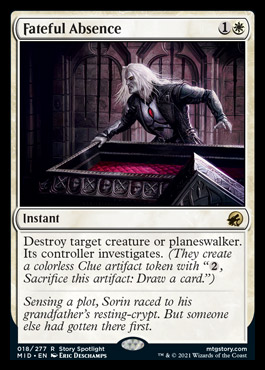 Fateful Absence 1
Instant
Destroy target creature or planeswalker.
Its controller investigates. (They create
a colorless Clue artifact token with “2,
Sacrifice this artifact: Draw a card.”)
Sensing a plot, Sorin raced to his
grandfather's resting-crypt. But someone
else had gotten there first.
018/277 R Story Spotlight mtgstory.com
MID • EN Eric Deschamps ™ & © 2021 Wizards of the Coast